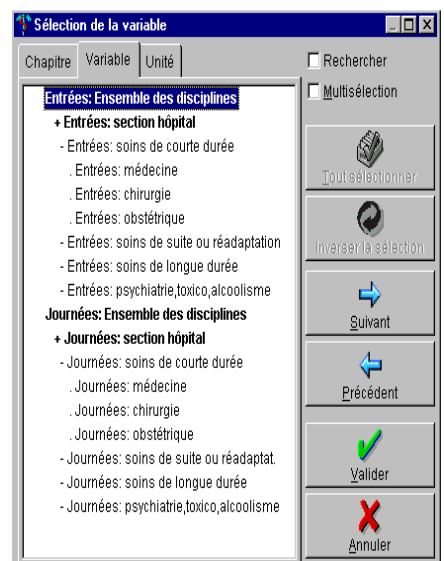 Sélection de la variable
Chapitre Variable Unité
Entrées: Ensemble des disciplines
+ Entrées: section hôpital
- Entrées: soins de courte durée
. Entrées: médecine
. Entrées: chirurgie
. Entrées: obstétrique
- Entrées: soins de suite ou réadaptation
- Entrées: soins de longue durée
- Entrées: psychiatrie,toxico,alcoolisme
Journées: Ensemble des disciplines
+ Journées: section hôpital
- Journées: soins de courte durée
. Journées: médecine
. Journées: chirurgie
. Journées: obstétrique
- Journées: soins de suite ou réadaptat.
- Journées: soins de longue durée
- Journées: psychiatrie,toxico,alcoolisme
Rechercher
Multisélection
Tout sélectionner
Inverser la sélection
Suivant
Précédent
Valider
Annuler